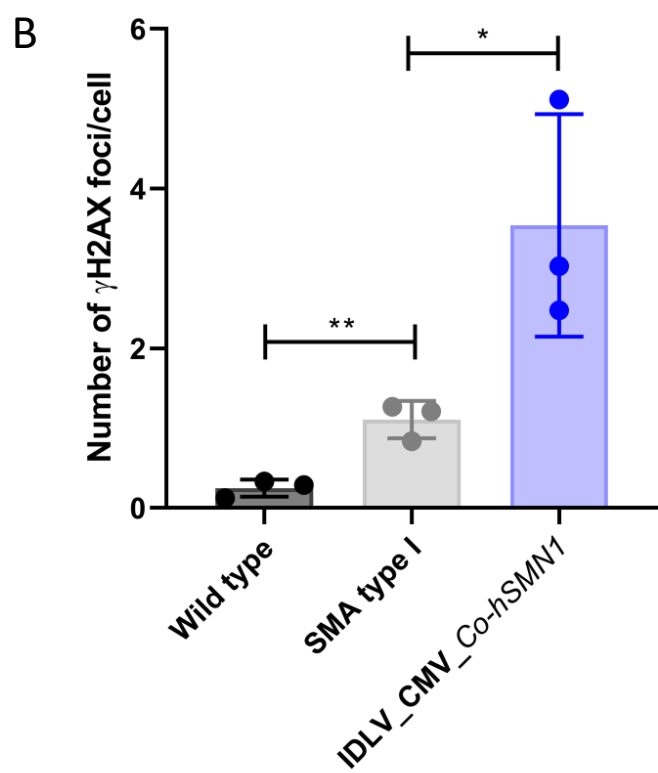 B
Number of γH2AX foci/cell
6
4
2
0
*
**
Wild type
SMA type I
IDLV_CMV_Co-hSMN1